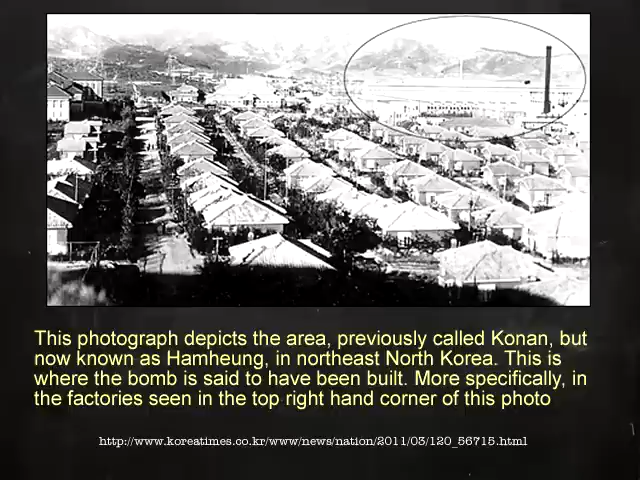 This photograph depicts the area, previously called Konan, but
now known as Hamheung, in northeast North Korea. This is
where the bomb is said to have been built. More specifically, in
the factories seen in the top right hand corner of this photo
http://www.koreatimes.co.kr/www/news/nation/2011/03/120_56715.html